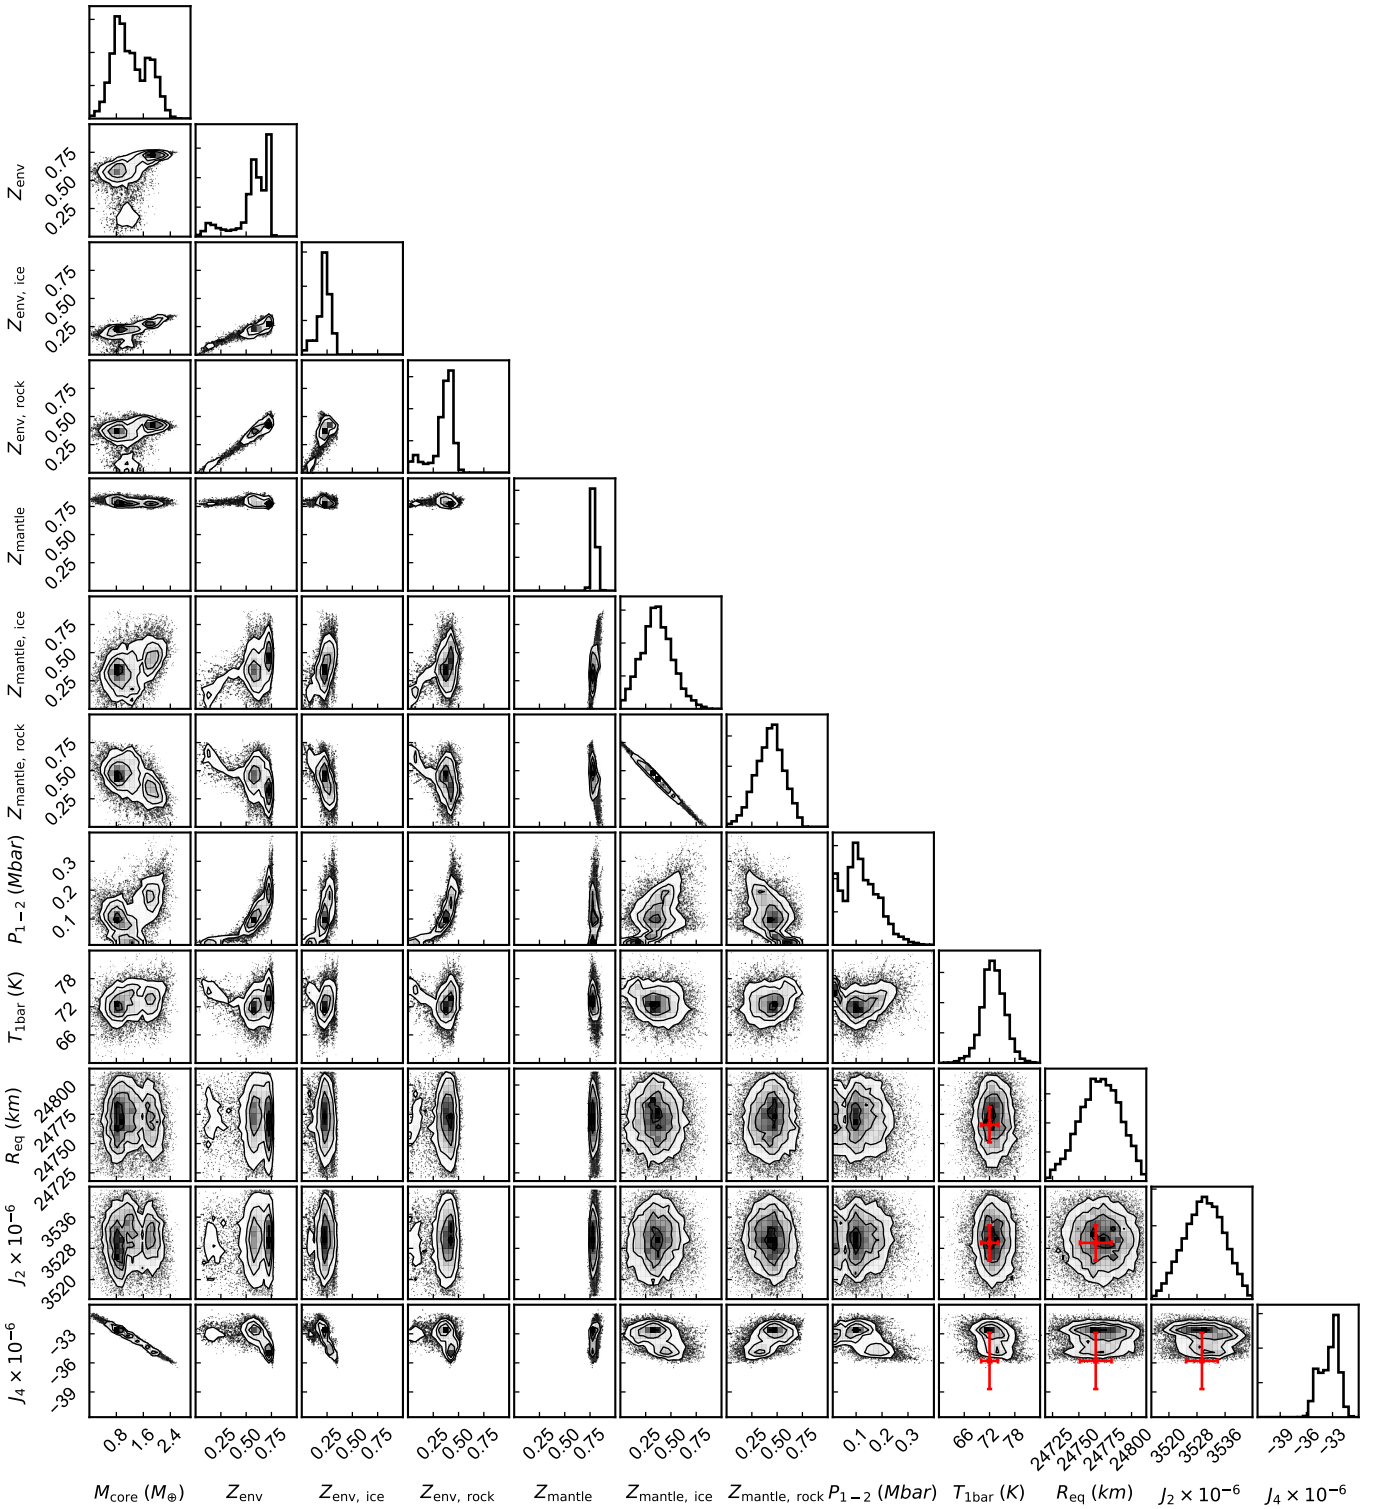 Z_env
0.75
0.50
0.25
Z_env, ice
0.75
0.50
0.25
Z_env, rock
0.75
0.50
0.25
Z_mantle
0.75
0.50
0.25
Z_mantle, ice
0.75
0.50
0.25
Z_mantle, rock
0.75
0.50
0.25
P_1−2 (Mbar)
0.3
0.2
0.1
T_1bar (K)
78
72
66
R_eq (km)
24800
24775
24750
24725
J_2 × 10^−6
3536
3528
3520
J_4 × 10^−6
−33
−36
−39
0.8 1.6 2.4 0.25 0.50 0.75 0.25 0.50 0.75 0.25 0.50 0.75 0.25 0.50 0.75 0.25 0.50 0.75 0.25 0.50 0.75 0.1 0.2 0.3 66 72 78 24725 24750 24775 24800 3520 3528 3536 −39 −36 −33
M_core (M_⊕) Z_env Z_env, ice Z_env, rock Z_mantle Z_mantle, ice Z_mantle, rock P_1−2 (Mbar) T_1bar (K) R_eq (km) J_2 × 10^−6 J_4 × 10^−6